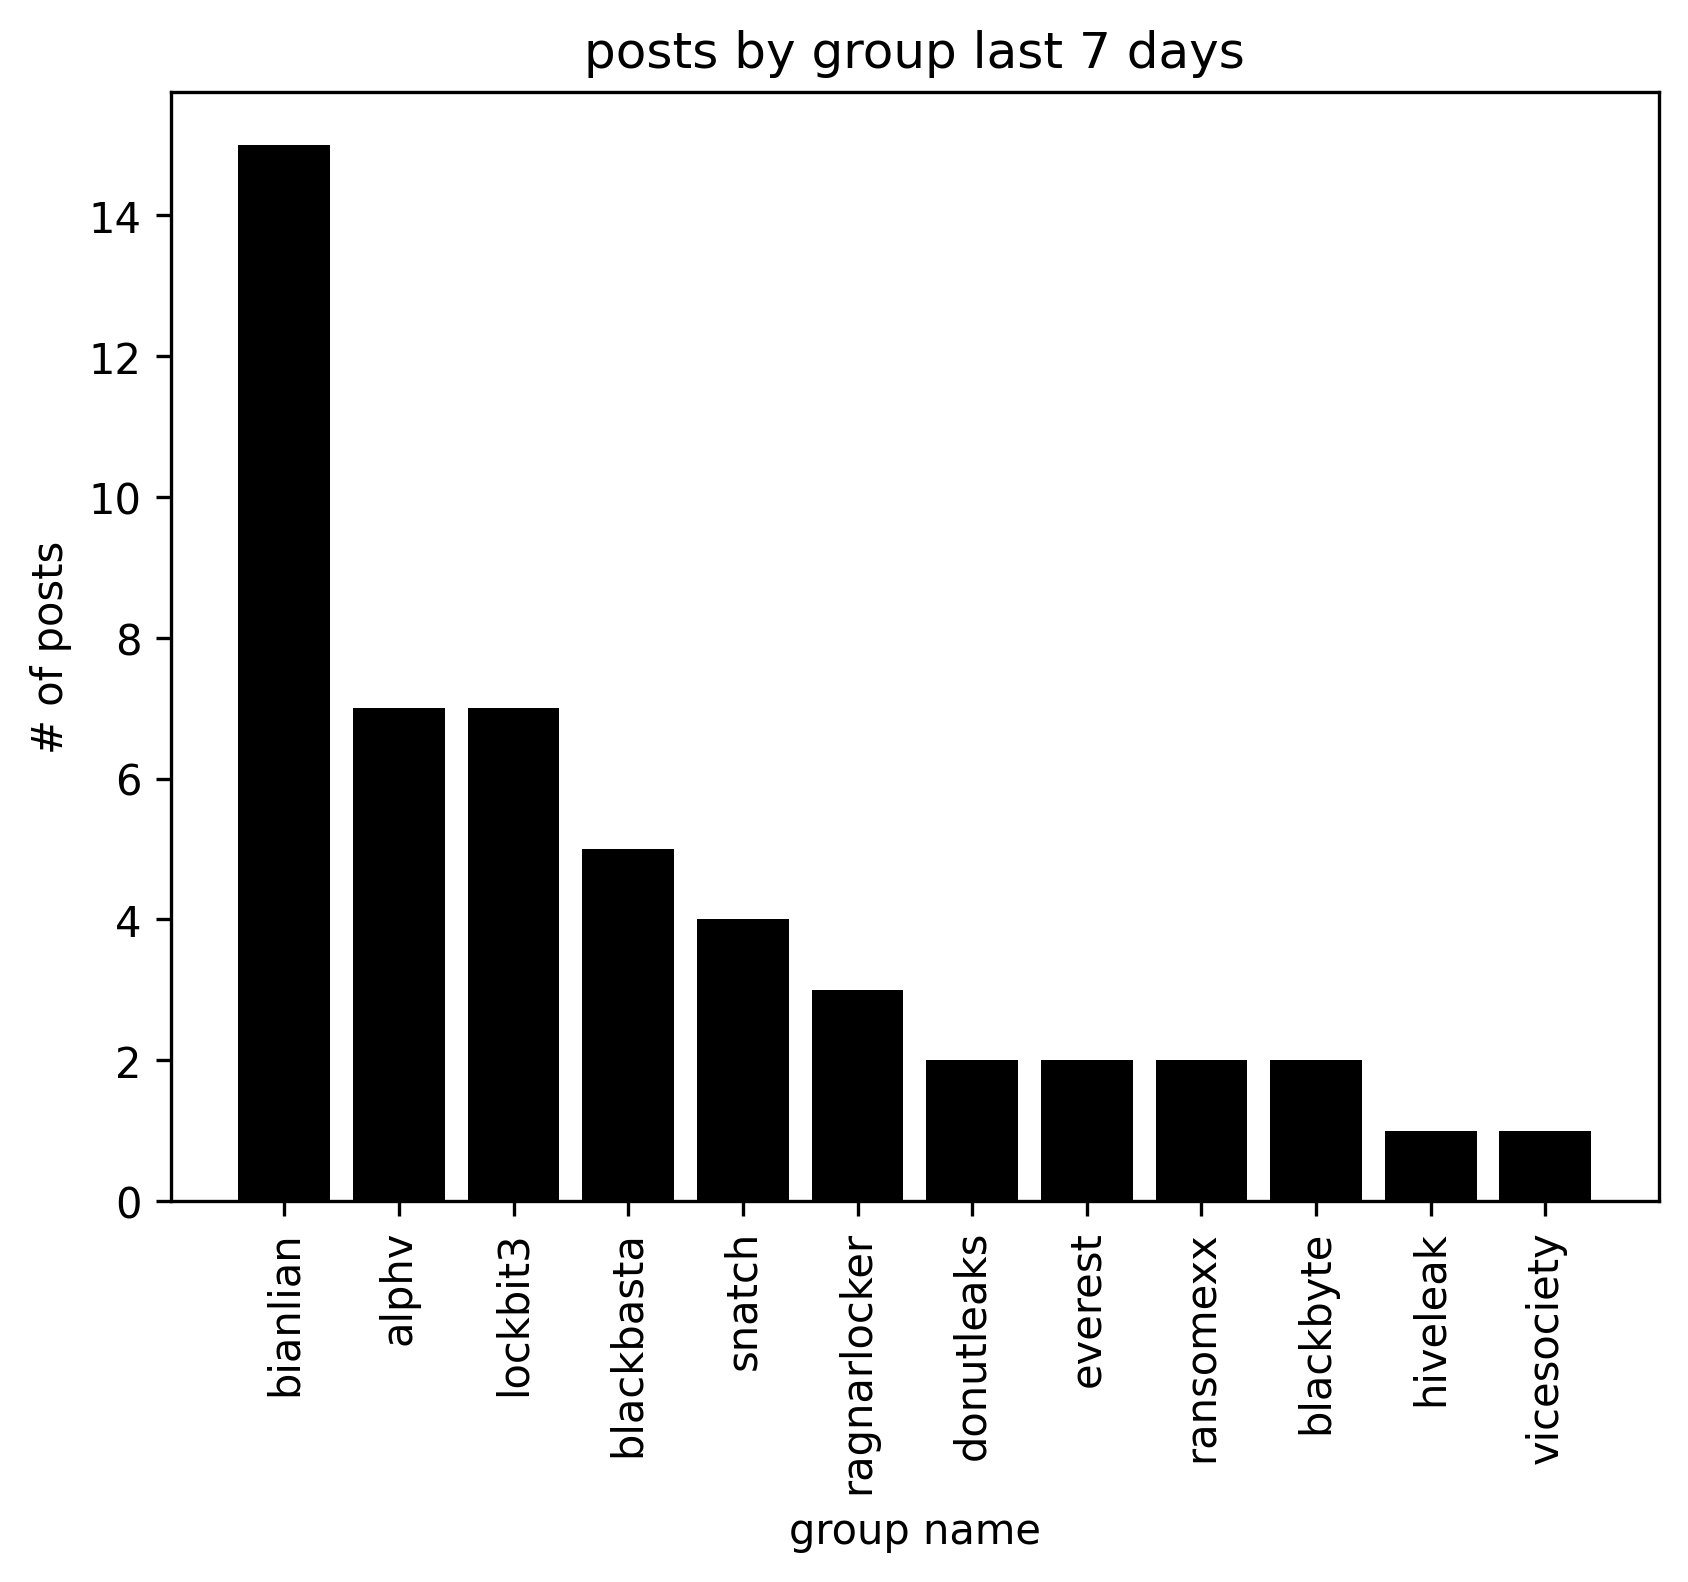 posts by group last 7 days
# of posts
14
12
10
8
6
4
2
0
bianlian
alphv
lockbit3
blackbasta
snatch
ragnarlocker
donutleaks
everest
ransomexx
blackbyte
hiveleak
vicesociety
group name